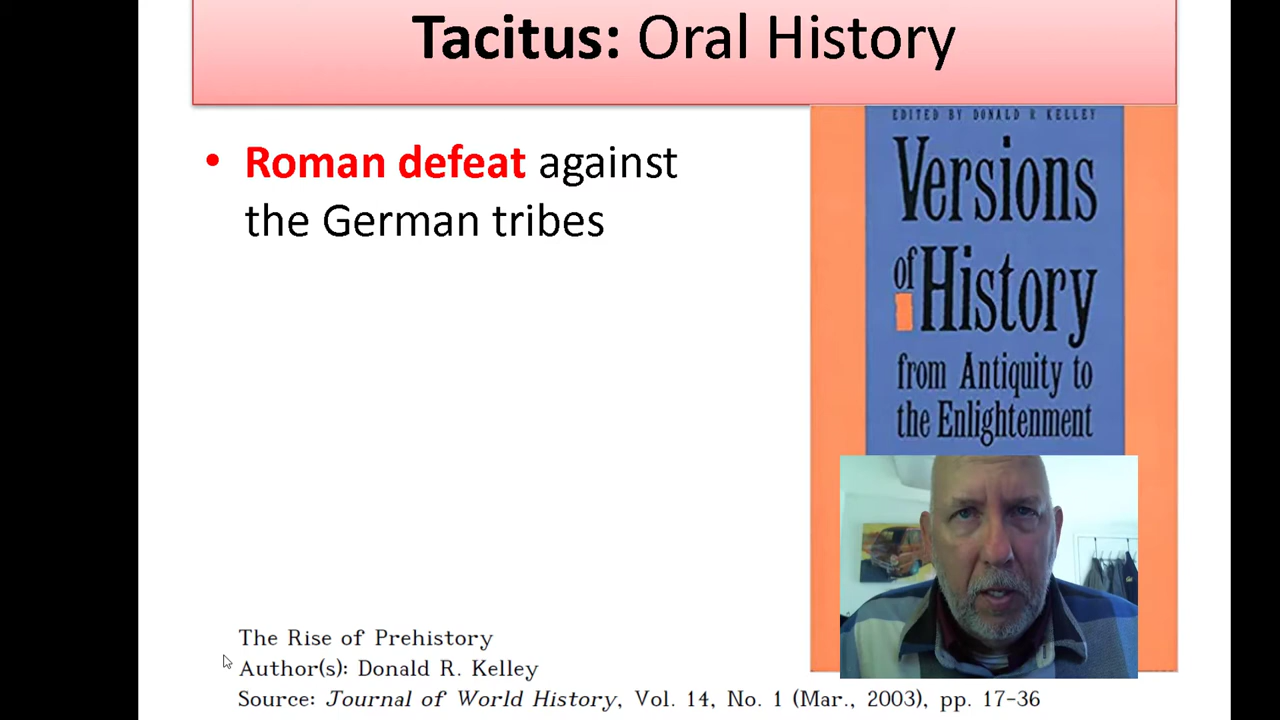 Tacitus: Oral History
• Roman defeat against
the German tribes
EDITED BY DONALD R KELLEY
Versions
of History
from Antiquity to
the Enlightenment
The Rise of Prehistory
Author(s): Donald R. Kelley
Source: Journal of World History, Vol. 14, No. 1 (Mar., 2003), pp. 17-36